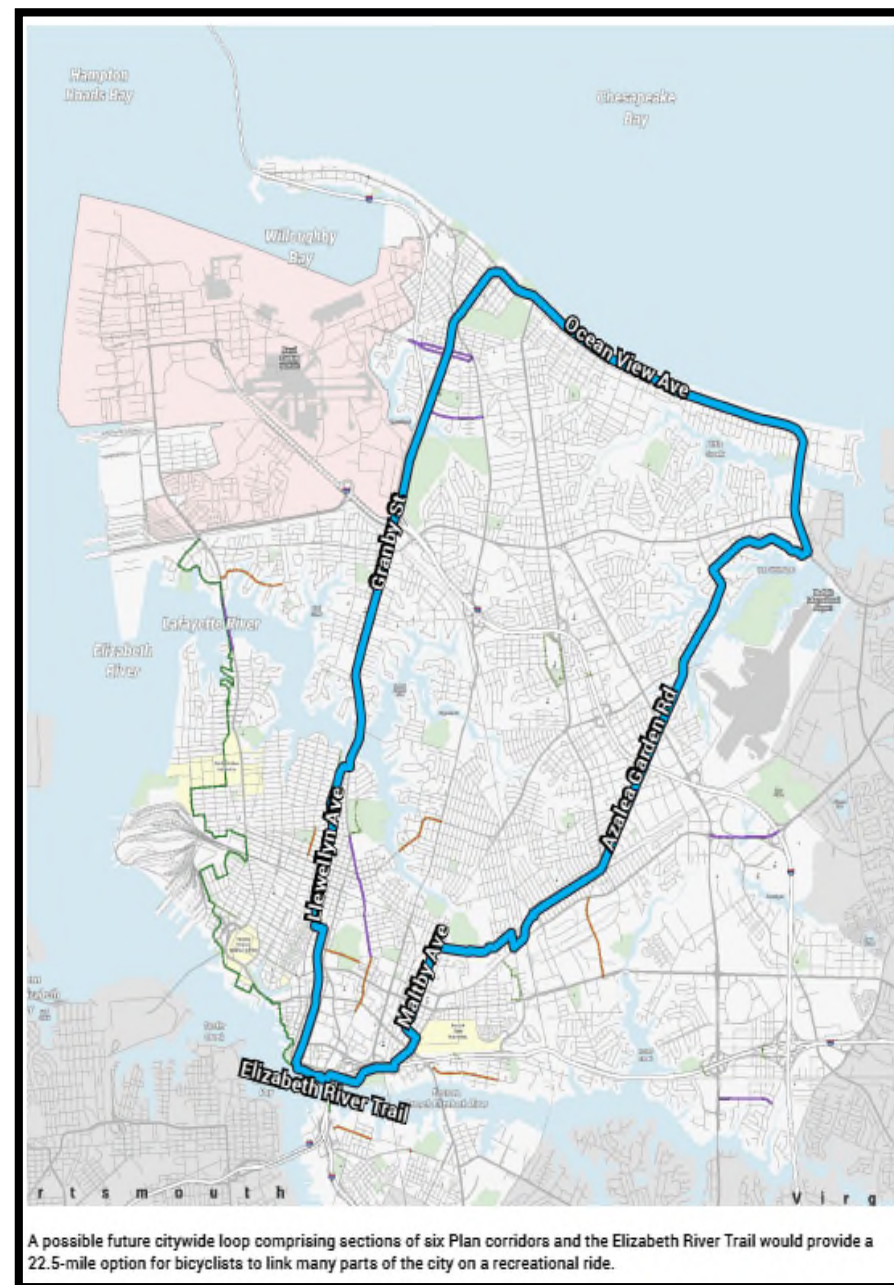 Hampton
Roads Bay
Chesapeake
Bay
Willoughby
Bay
Ocean View Ave
Granby St
Lafayette River
Elizabeth
River
Azalea Garden Rd
Llewellyn Ave
Maltby Ave
Elizabeth River Trail
r t s m o u t h
V i r g
A possible future citywide loop comprising sections of six Plan corridors and the Elizabeth River Trail would provide a
22.5-mile option for bicyclists to link many parts of the city on a recreational ride.